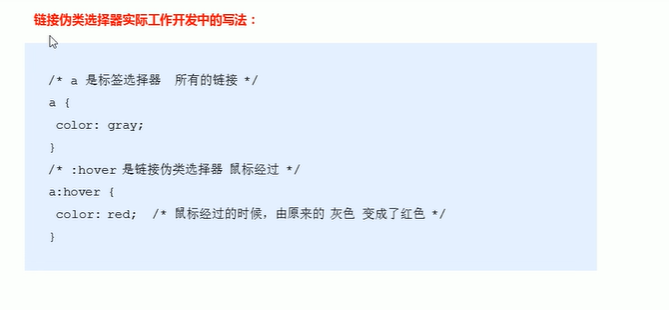 链接伪类选择器实际工作开发中的写法：
/* a 是标签选择器 所有的链接 */
a {
color: gray;
}
/* :hover 是链接伪类选择器 鼠标经过 */
a:hover {
color: red; /* 鼠标经过的时候，由原来的 灰色 变成了红色 */
}